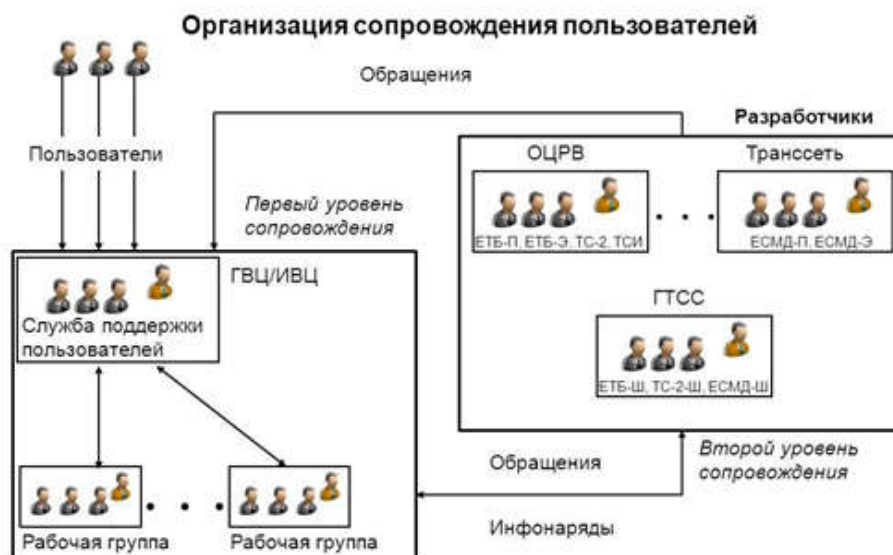 Организация сопровождения пользователей
Обращения
Разработчики
Пользователи
ОЦРВ
Транссеть
Первый уровень
сопровождения
ЕТБ-П, ЕТБ-Э, ТС-2, ТСИ
ЕСМД-П, ЕСМД-Э
ГВЦ/ИВЦ
ГТСС
Служба поддержки
пользователей
ЕТБ-Ш, ТС-2-Ш, ЕСМД-Ш
Второй уровень
сопровождения
Обращения
Инфонаряды
Рабочая группа
Рабочая группа